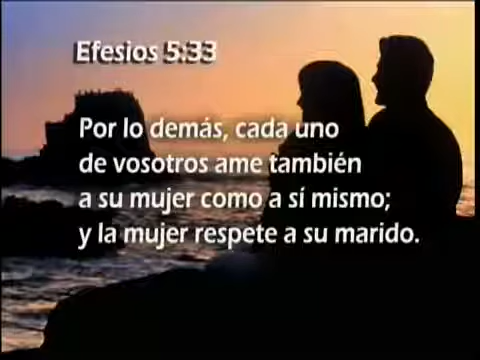 Efesios 5:33
Por lo demás, cada uno
de vosotros ame también
a su mujer como a sí mismo;
y la mujer respete a su marido.